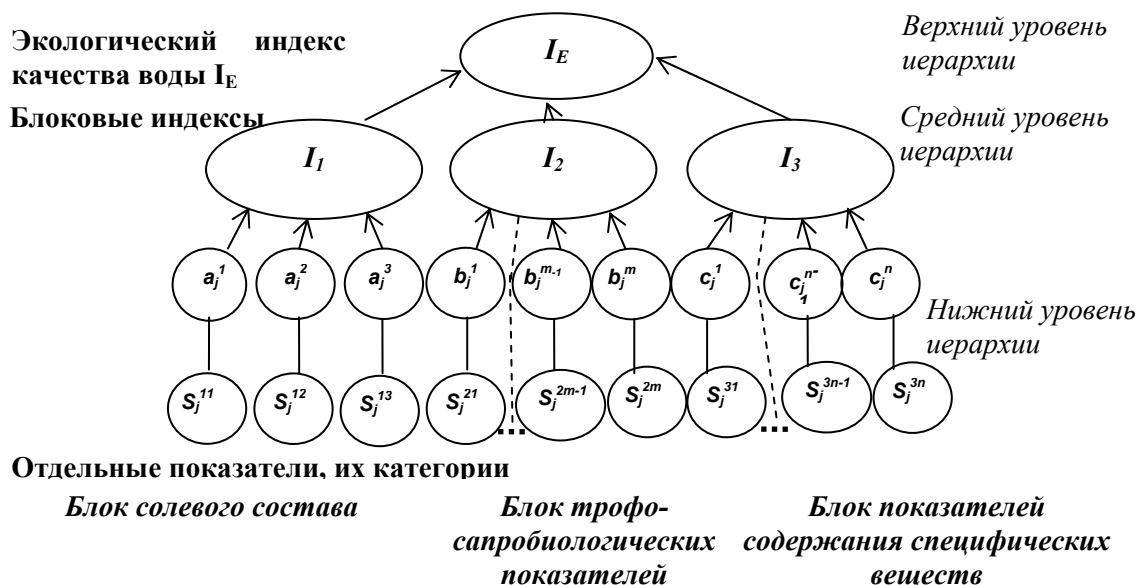 Экологический индекс
качества воды I_E
I_E
Верхний уровень
иерархии
Блоковые индексы
Средний уровень
иерархии
I_1 I_2 I_3
a_j^1 a_j^2 a_j^3 b_j^1 b_j^{m-1} b_j^m c_j^1 c_j^{n-1} c_j^n
Нижний уровень
иерархии
S_j^{11} S_j^{12} S_j^{13} S_j^{21} ... S_j^{2m-1} S_j^{2m} S_j^{31} ... S_j^{3n-1} S_j^{3n}
Отдельные показатели, их категории
Блок солевого состава
Блок трофо-
сапробиологических
показателей
Блок показателей
содержания специфических
веществ